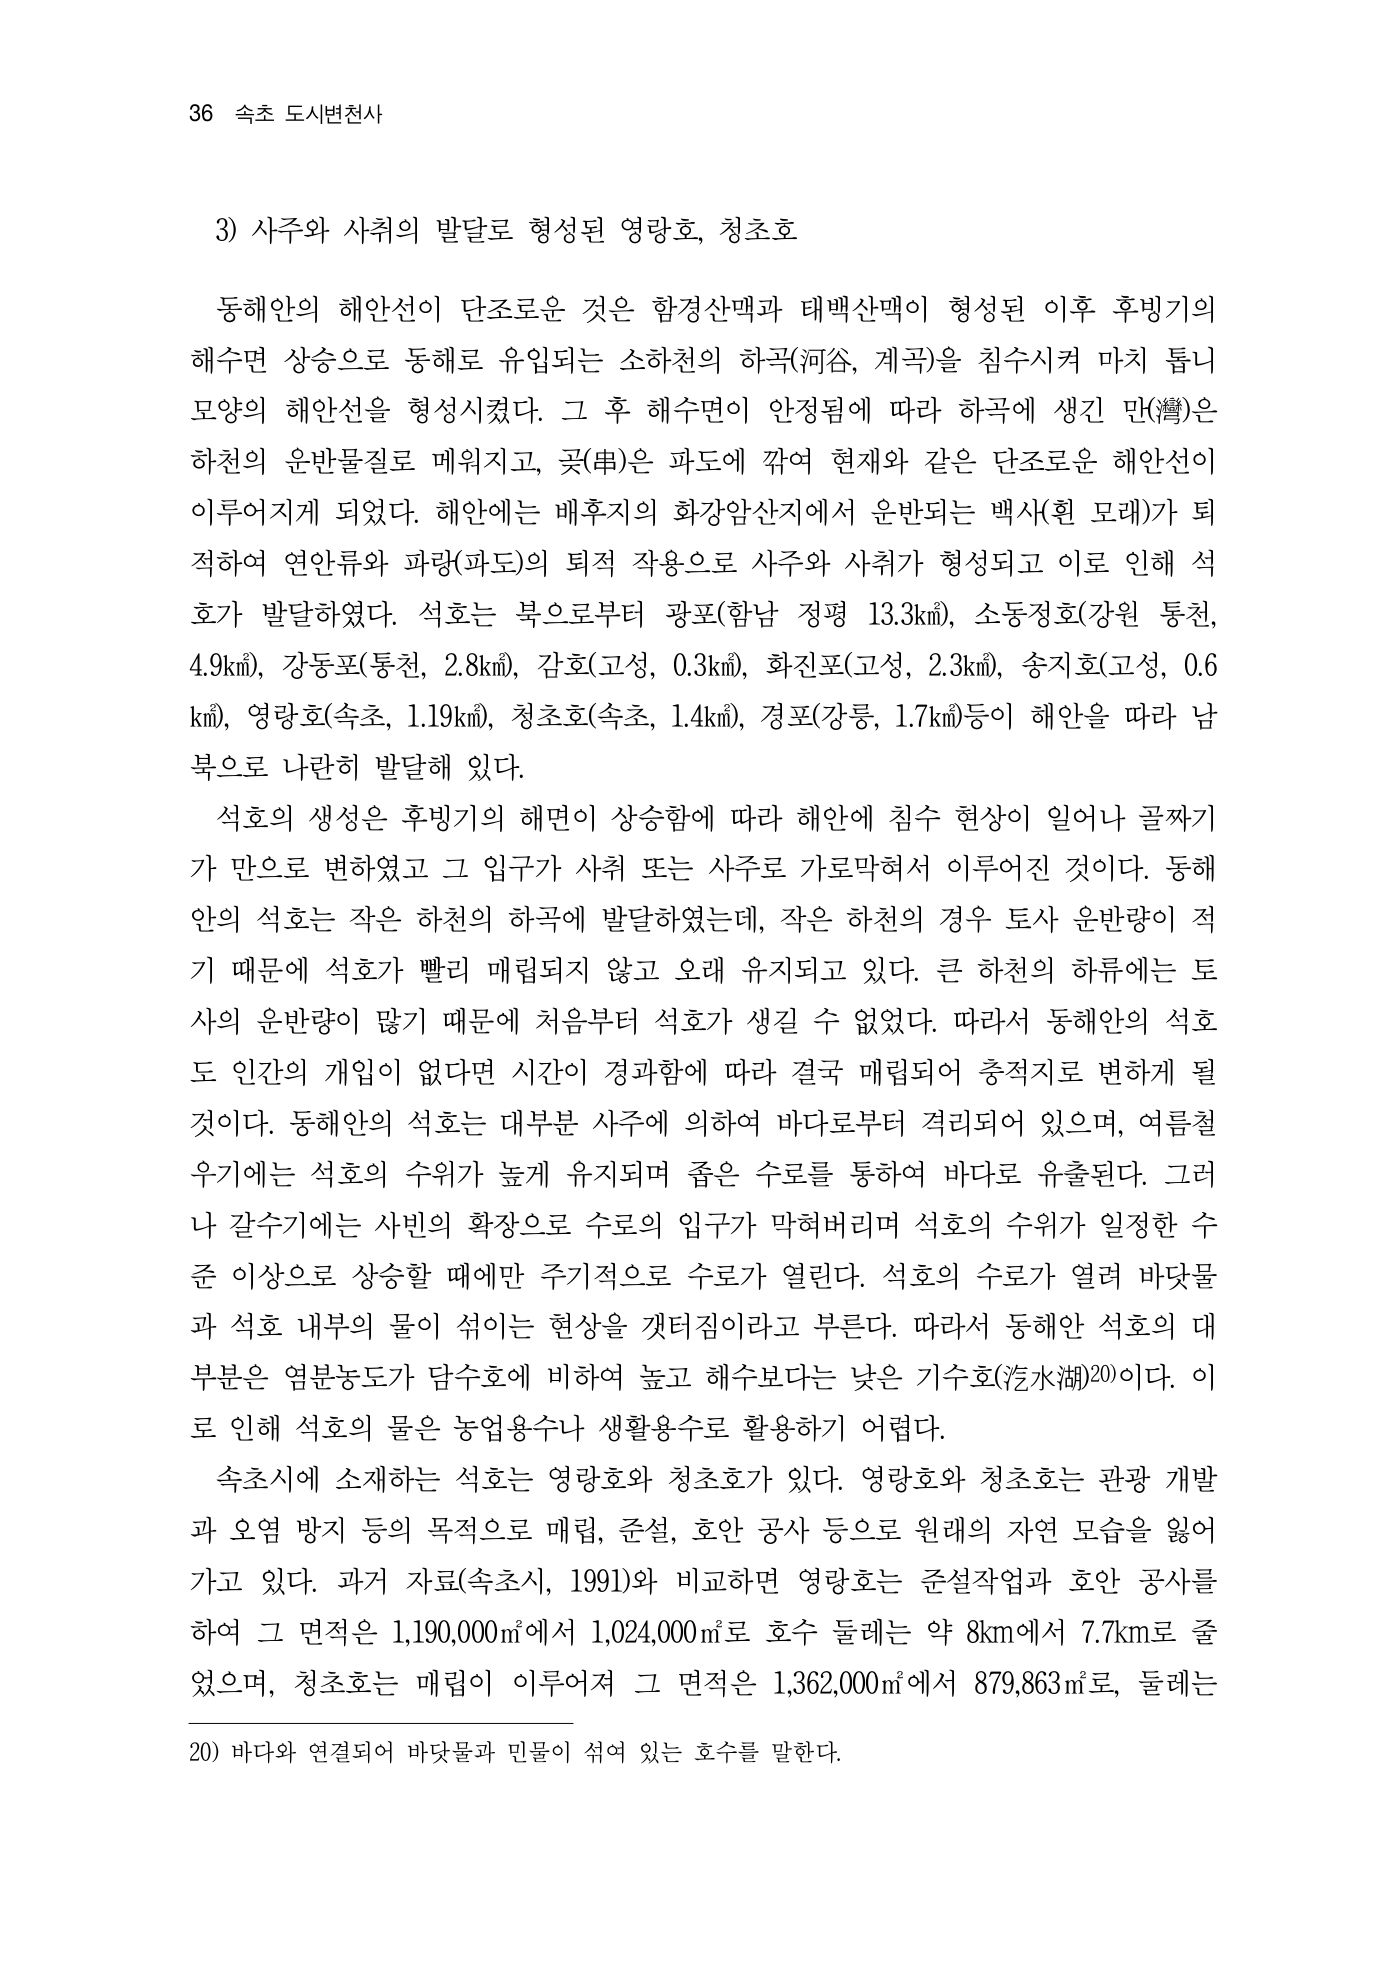 36 속초 도시변천사
3) 사주와 사취의 발달로 형성된 영랑호, 청초호
동해안의 해안선이 단조로운 것은 함경산맥과 태백산맥이 형성된 이후 후빙기의
해수면 상승으로 동해로 유입되는 소하천의 하곡(河谷, 계곡)을 침수시켜 마치 톱니
모양의 해안선을 형성시켰다. 그 후 해수면이 안정됨에 따라 하곡에 생긴 만(灣)은
하천의 운반물질로 메워지고, 곶(串)은 파도에 깎여 현재와 같은 단조로운 해안선이
이루어지게 되었다. 해안에는 배후지의 화강암산지에서 운반되는 백사(흰 모래)가 퇴
적하여 연안류와 파랑(파도)의 퇴적 작용으로 사주와 사취가 형성되고 이로 인해 석
호가 발달하였다. 석호는 북으로부터 광포(함남 정평 13.3㎢), 소동정호(강원 통천,
4.9㎢), 강동포(통천, 2.8㎢), 감호(고성, 0.3㎢), 화진포(고성, 2.3㎢), 송지호(고성, 0.6
㎢), 영랑호(속초, 1.19㎢), 청초호(속초, 1.4㎢), 경포(강릉, 1.7㎢)등이 해안을 따라 남
북으로 나란히 발달해 있다.
석호의 생성은 후빙기의 해면이 상승함에 따라 해안에 침수 현상이 일어나 골짜기
가 만으로 변하였고 그 입구가 사취 또는 사주로 가로막혀서 이루어진 것이다. 동해
안의 석호는 작은 하천의 하곡에 발달하였는데, 작은 하천의 경우 토사 운반량이 적
기 때문에 석호가 빨리 매립되지 않고 오래 유지되고 있다. 큰 하천의 하류에는 토
사의 운반량이 많기 때문에 처음부터 석호가 생길 수 없었다. 따라서 동해안의 석호
도 인간의 개입이 없다면 시간이 경과함에 따라 결국 매립되어 충적지로 변하게 될
것이다. 동해안의 석호는 대부분 사주에 의하여 바다로부터 격리되어 있으며, 여름철
우기에는 석호의 수위가 높게 유지되며 좁은 수로를 통하여 바다로 유출된다. 그러
나 갈수기에는 사빈의 확장으로 수로의 입구가 막혀버리며 석호의 수위가 일정한 수
준 이상으로 상승할 때에만 주기적으로 수로가 열린다. 석호의 수로가 열려 바닷물
과 석호 내부의 물이 섞이는 현상을 갯터짐이라고 부른다. 따라서 동해안 석호의 대
부분은 염분농도가 담수호에 비하여 높고 해수보다는 낮은 기수호(汽水湖)20)이다. 이
로 인해 석호의 물은 농업용수나 생활용수로 활용하기 어렵다.
속초시에 소재하는 석호는 영랑호와 청초호가 있다. 영랑호와 청초호는 관광 개발
과 오염 방지 등의 목적으로 매립, 준설, 호안 공사 등으로 원래의 자연 모습을 잃어
가고 있다. 과거 자료(속초시, 1991)와 비교하면 영랑호는 준설작업과 호안 공사를
하여 그 면적은 1,190,000㎡에서 1,024,000㎡로 호수 둘레는 약 8km에서 7.7km로 줄
었으며, 청초호는 매립이 이루어져 그 면적은 1,362,000㎡에서 879,863㎡로, 둘레는
20) 바다와 연결되어 바닷물과 민물이 섞여 있는 호수를 말한다.